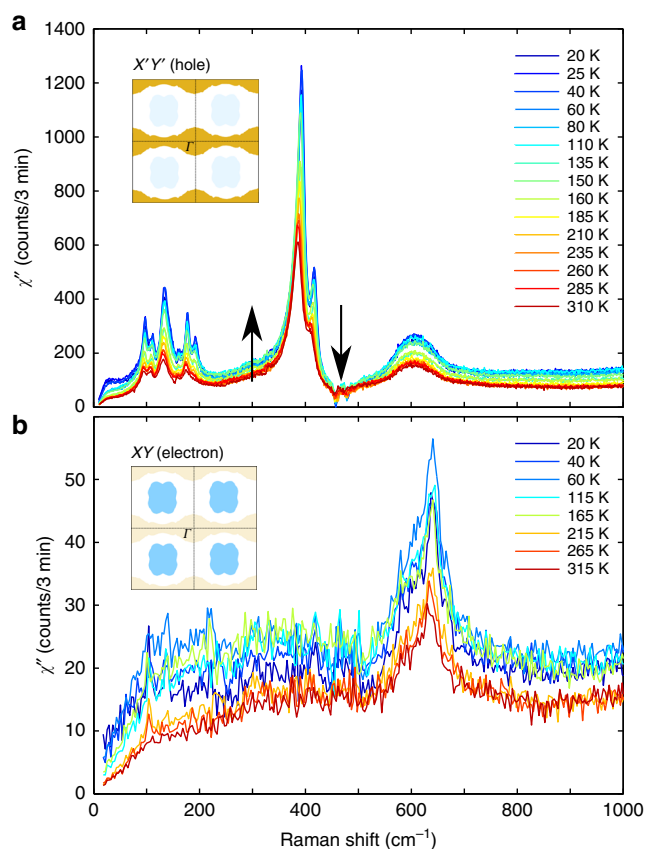 a
1400
1200
1000
800
600
400
200
0
χ″ (counts/3 min)
X′Y′ (hole)
Γ
20 K
25 K
40 K
60 K
80 K
110 K
135 K
150 K
160 K
185 K
210 K
235 K
260 K
285 K
310 K
b
50
40
30
20
10
0
χ″ (counts/3 min)
XY (electron)
Γ
20 K
40 K
60 K
115 K
165 K
215 K
265 K
315 K
0 200 400 600 800 1000
Raman shift (cm⁻¹)